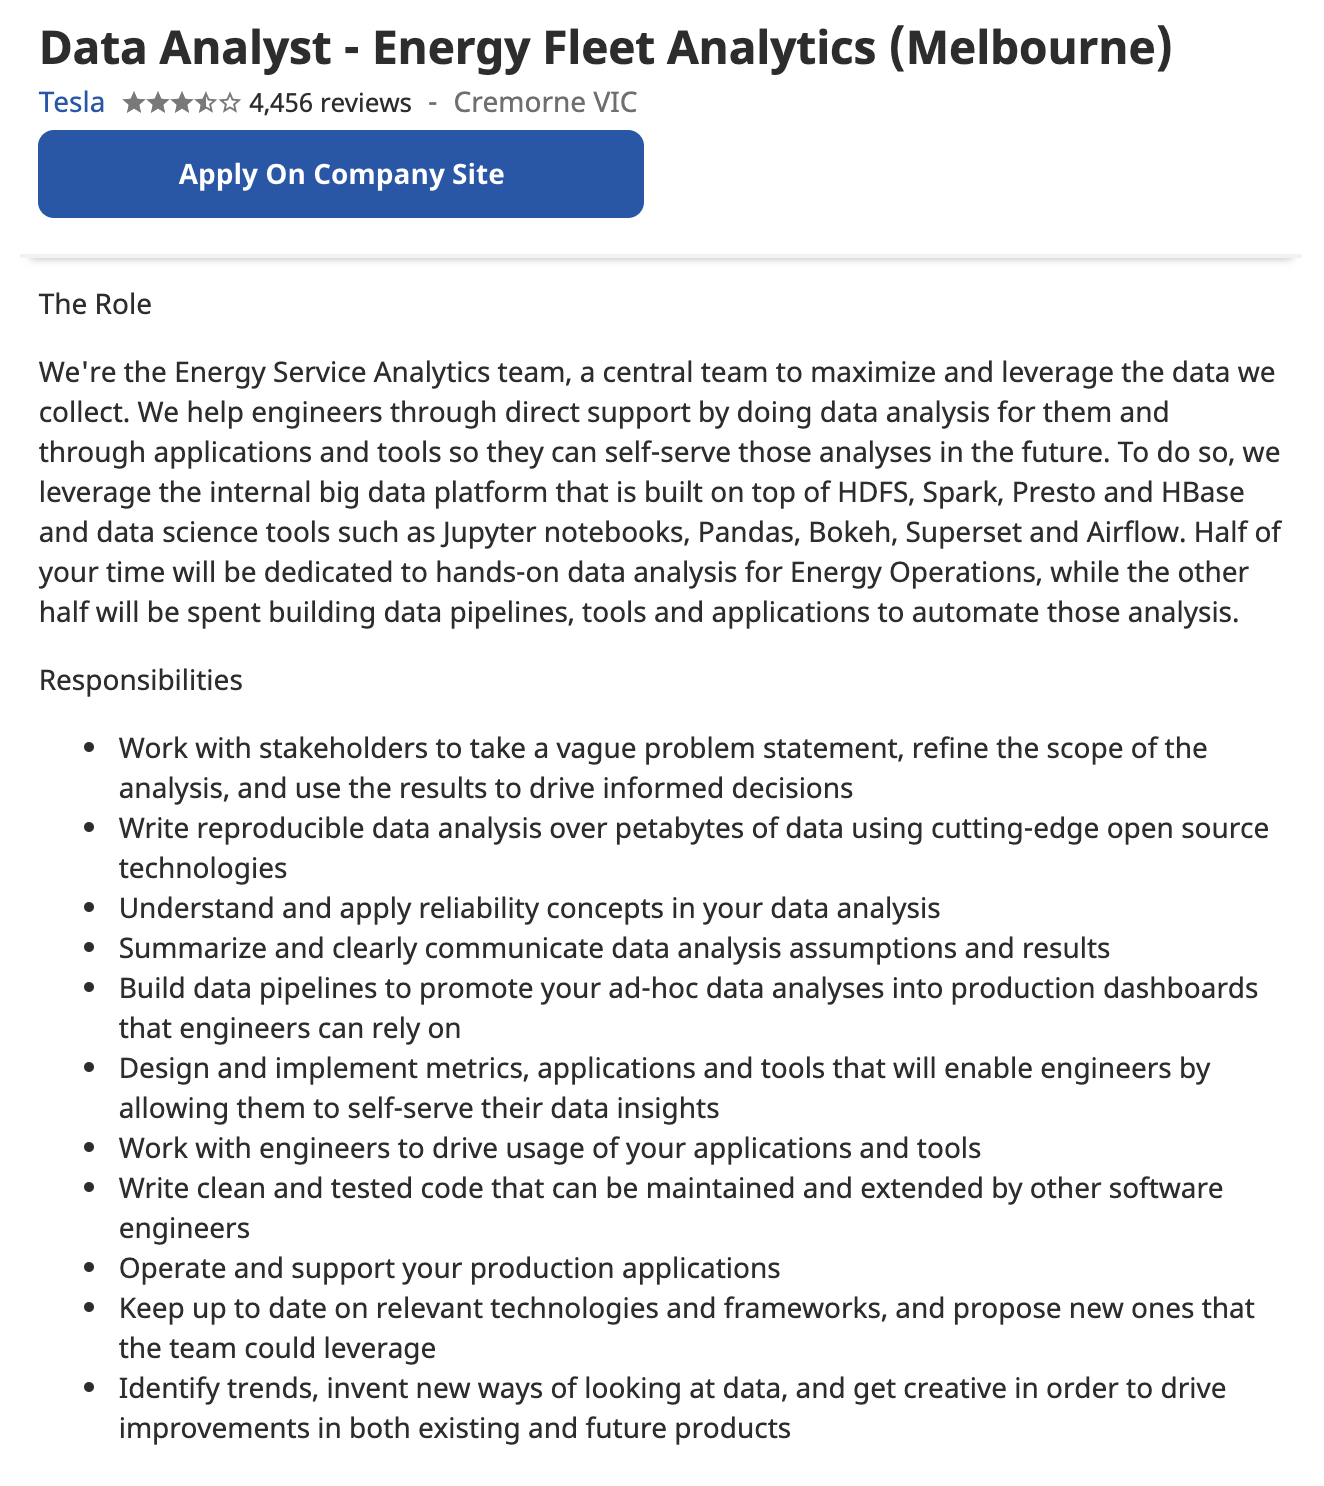 Data Analyst - Energy Fleet Analytics (Melbourne)
Tesla 4,456 reviews - Cremorne VIC
Apply On Company Site
The Role
We're the Energy Service Analytics team, a central team to maximize and leverage the data we
collect. We help engineers through direct support by doing data analysis for them and
through applications and tools so they can self-serve those analyses in the future. To do so, we
leverage the internal big data platform that is built on top of HDFS, Spark, Presto and HBase
and data science tools such as Jupyter notebooks, Pandas, Bokeh, Superset and Airflow. Half of
your time will be dedicated to hands-on data analysis for Energy Operations, while the other
half will be spent building data pipelines, tools and applications to automate those analysis.
Responsibilities
• Work with stakeholders to take a vague problem statement, refine the scope of the
analysis, and use the results to drive informed decisions
• Write reproducible data analysis over petabytes of data using cutting-edge open source
technologies
• Understand and apply reliability concepts in your data analysis
• Summarize and clearly communicate data analysis assumptions and results
• Build data pipelines to promote your ad-hoc data analyses into production dashboards
that engineers can rely on
• Design and implement metrics, applications and tools that will enable engineers by
allowing them to self-serve their data insights
• Work with engineers to drive usage of your applications and tools
• Write clean and tested code that can be maintained and extended by other software
engineers
• Operate and support your production applications
• Keep up to date on relevant technologies and frameworks, and propose new ones that
the team could leverage
• Identify trends, invent new ways of looking at data, and get creative in order to drive
improvements in both existing and future products